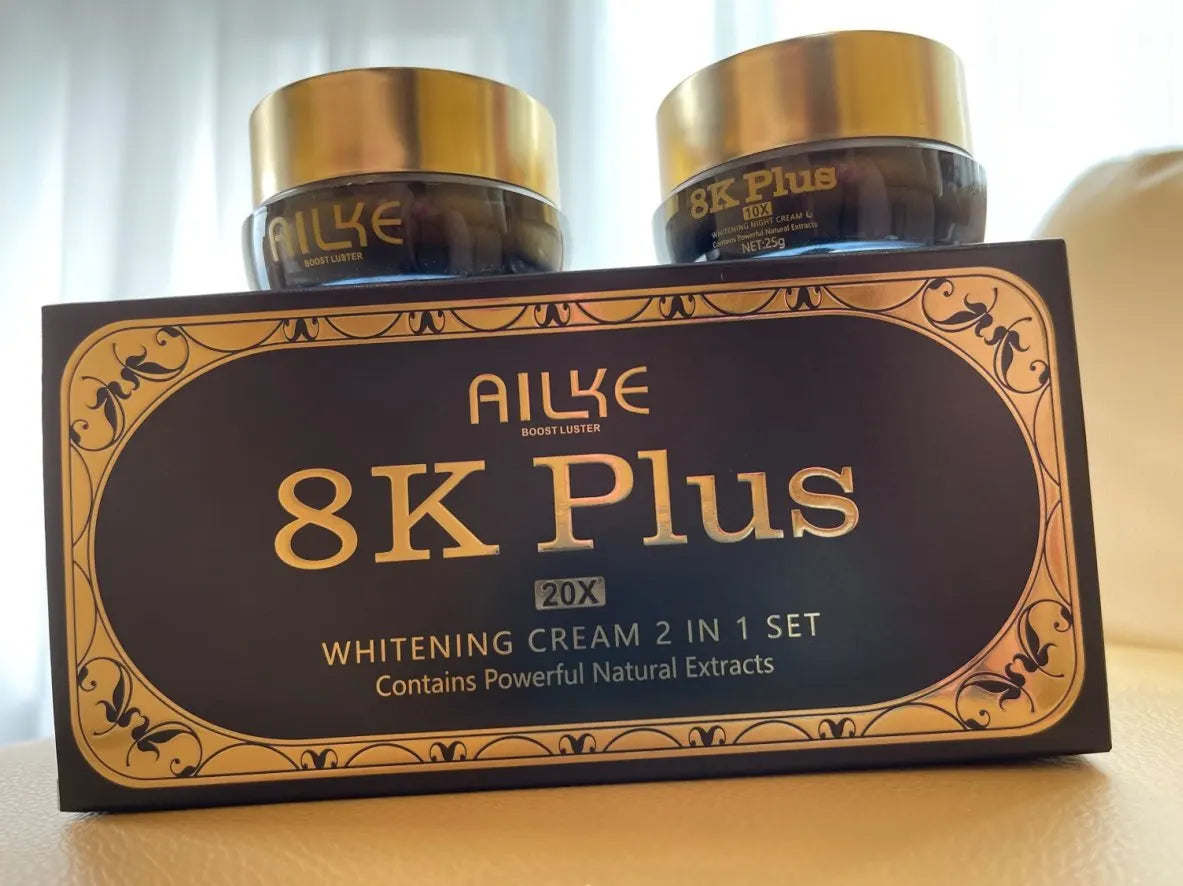 AILKE
BOOST LUSTER
8K Plus
10X
WHITENING NIGHT CREAM
Contains Powerful Natural Extracts
NET:25g
AILKE
BOOST LUSTER
8K Plus
20X
WHITENING CREAM 2 IN 1 SET
Contains Powerful Natural Extracts